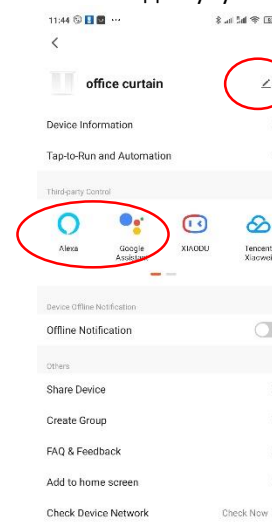 11:44
office curtain
Device Information
Tap-to-Run and Automation
Third-party Control
Alexa Google Assistant XIAODU Tencent Xiaowei
Device Offline Notification
Offline Notification
Others
Share Device
Create Group
FAQ & Feedback
Add to home screen
Check Device Network Check Now